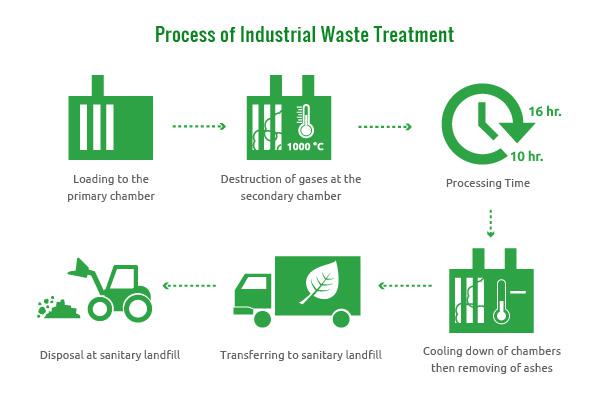 Process of Industrial Waste Treatment
1000 °C
16 hr.
10 hr.
Loading to the
primary chamber
Destruction of gases at the
secondary chamber
Processing Time
Disposal at sanitary landfill
Transferring to sanitary landfill
Cooling down of chambers
then removing of ashes